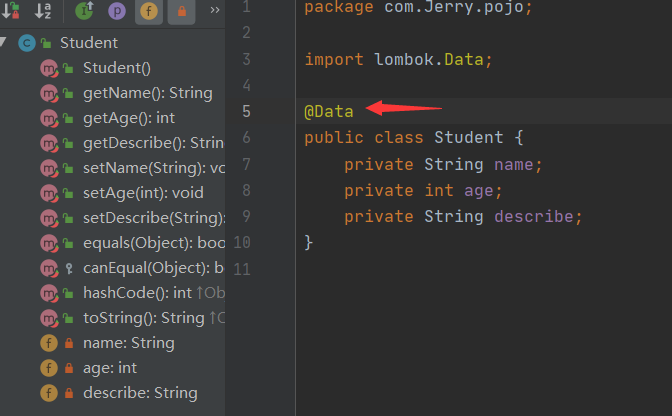 Student
Student()
getName(): String
getAge(): int
getDescribe(): Strin
setName(String): vo
setAge(int): void
setDescribe(String):
equals(Object): boo
canEqual(Object): b
hashCode(): int ↑Ob
toString(): String ↑O
name: String
age: int
describe: String
1 package com.Jerry.pojo;
2
3 import lombok.Data;
4
5 @Data
6 public class Student {
7 private String name;
8 private int age;
9 private String describe;
10 }
11